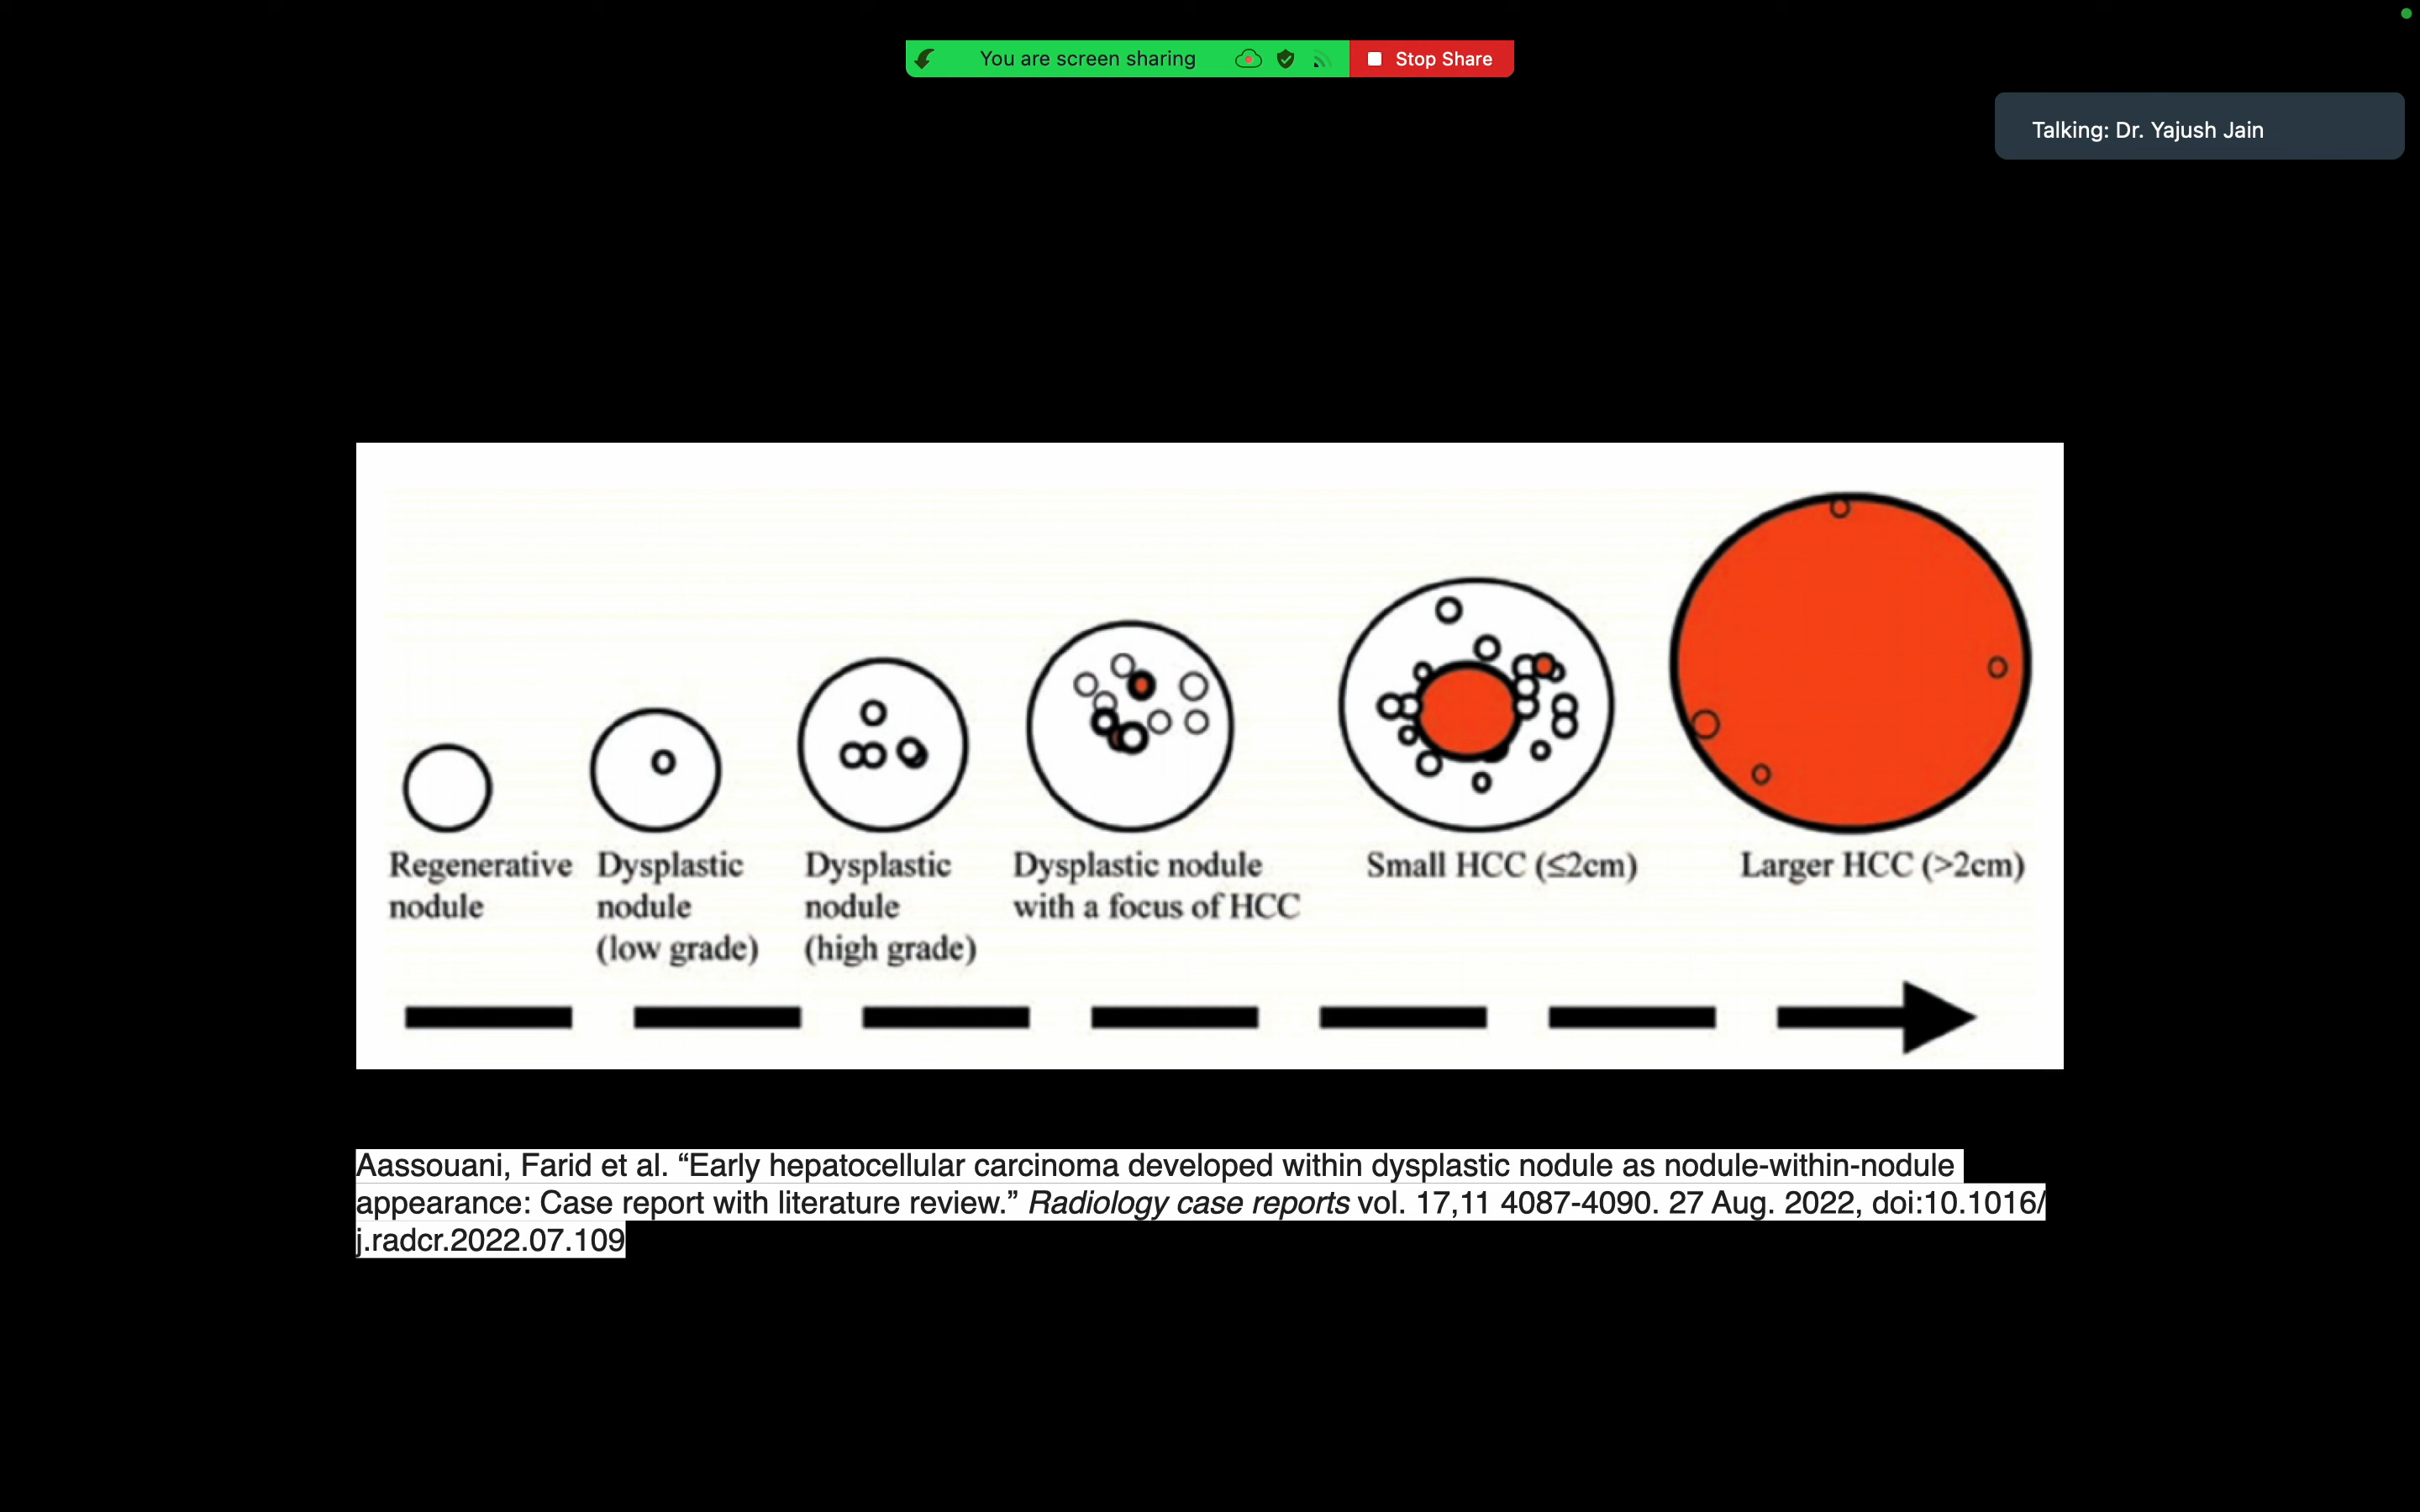 You are screen sharing
Stop Share
Talking: Dr. Yajush Jain
Regenerative
nodule
Dysplastic
nodule
(low grade)
Dysplastic
nodule
(high grade)
Dysplastic nodule
with a focus of HCC
Small HCC (≤2cm)
Larger HCC (>2cm)
Aassouani, Farid et al. “Early hepatocellular carcinoma developed within dysplastic nodule as nodule-within-nodule
appearance: Case report with literature review.” Radiology case reports vol. 17,11 4087-4090. 27 Aug. 2022, doi:10.1016/
j.radcr.2022.07.109